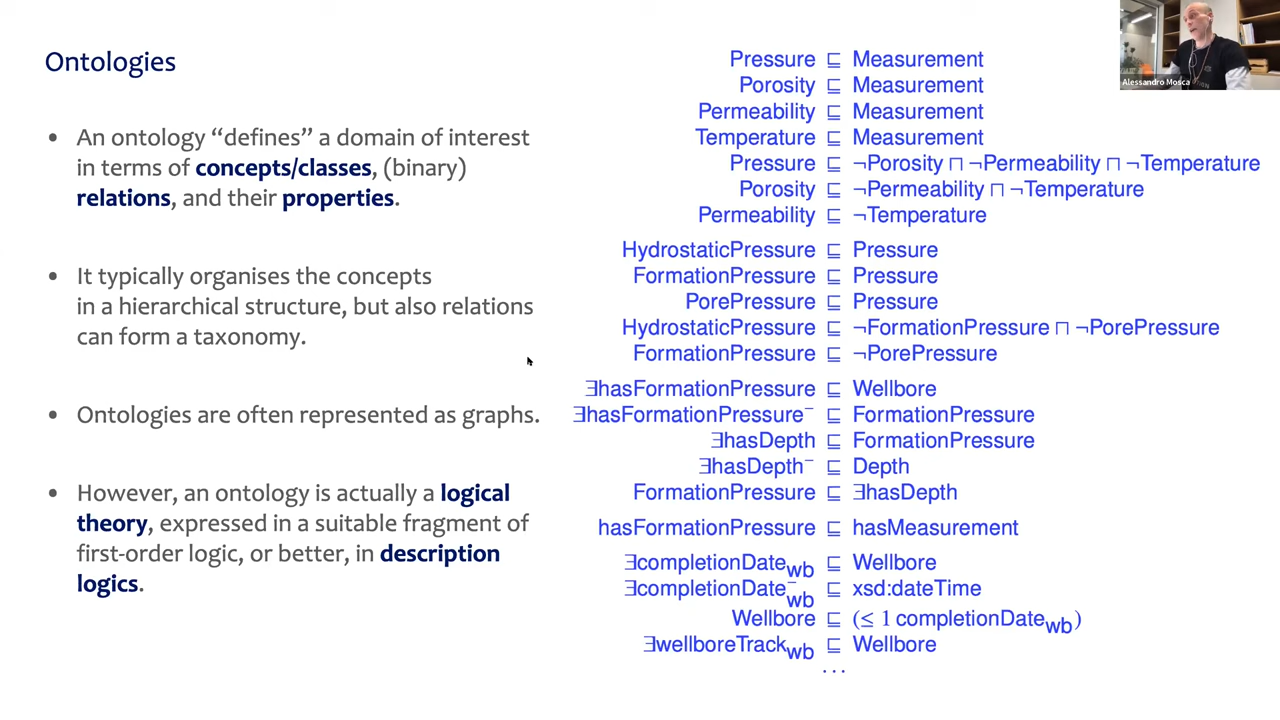 Ontologies
• An ontology “defines” a domain of interest
in terms of concepts/classes, (binary)
relations, and their properties.
• It typically organises the concepts
in a hierarchical structure, but also relations
can form a taxonomy.
• Ontologies are often represented as graphs.
• However, an ontology is actually a logical
theory, expressed in a suitable fragment of
first-order logic, or better, in description
logics.
Pressure ⊑ Measurement
Porosity ⊑ Measurement
Permeability ⊑ Measurement
Temperature ⊑ Measurement
Pressure ⊑ ¬Porosity ⊓ ¬Permeability ⊓ ¬Temperature
Porosity ⊑ ¬Permeability ⊓ ¬Temperature
Permeability ⊑ ¬Temperature
HydrostaticPressure ⊑ Pressure
FormationPressure ⊑ Pressure
PorePressure ⊑ Pressure
HydrostaticPressure ⊑ ¬FormationPressure ⊓ ¬PorePressure
FormationPressure ⊑ ¬PorePressure
∃hasFormationPressure ⊑ Wellbore
∃hasFormationPressure⁻ ⊑ FormationPressure
∃hasDepth ⊑ FormationPressure
∃hasDepth⁻ ⊑ Depth
FormationPressure ⊑ ∃hasDepth
hasFormationPressure ⊑ hasMeasurement
∃completionDate_wb ⊑ Wellbore
∃completionDate⁻_wb ⊑ xsd:dateTime
Wellbore ⊑ (≤ 1 completionDate_wb)
∃wellboreTrack_wb ⊑ Wellbore
...
Alessandro Mosca